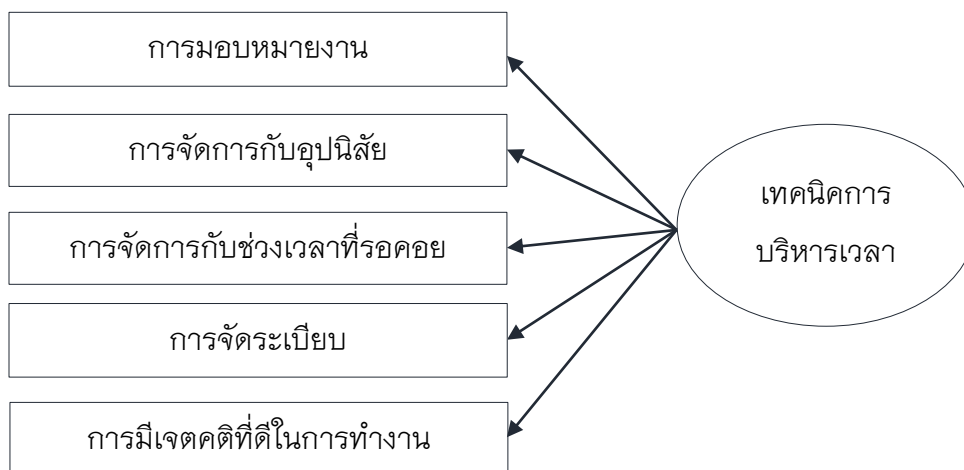 การมอบหมายงาน
การจัดการกับอุปนิสัย
การจัดการกับช่วงเวลาที่รอคอย
การจัดระเบียบ
การมีเจตคติที่ดีในการทำงาน
เทคนิคการ
บริหารเวลา